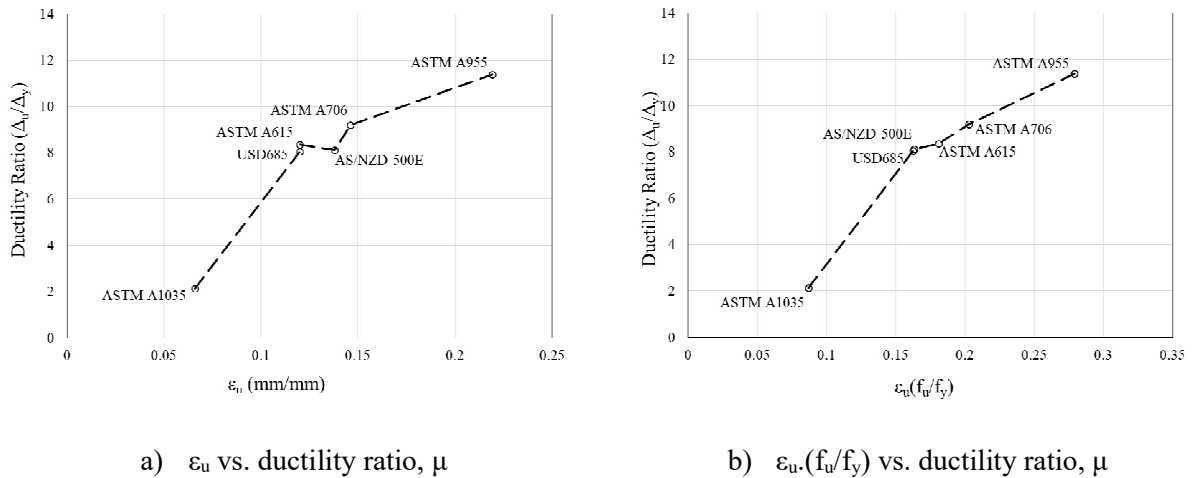 14
12
10
8
6
4
2
0
Ductility Ratio (Δu/Δy)
ASTM A955
ASTM A706
ASTM A615
USD685
AS/NZD 500E
ASTM A1035
0 0.05 0.1 0.15 0.2 0.25
εu (mm/mm)
a) εu vs. ductility ratio, μ
14
12
10
8
6
4
2
0
Ductility Ratio (Δu/Δy)
ASTM A955
ASTM A706
AS/NZD 500E
USD685
ASTM A615
ASTM A1035
0 0.05 0.1 0.15 0.2 0.25 0.3 0.35
εu(fu/fy)
b) εu.(fu/fy) vs. ductility ratio, μ